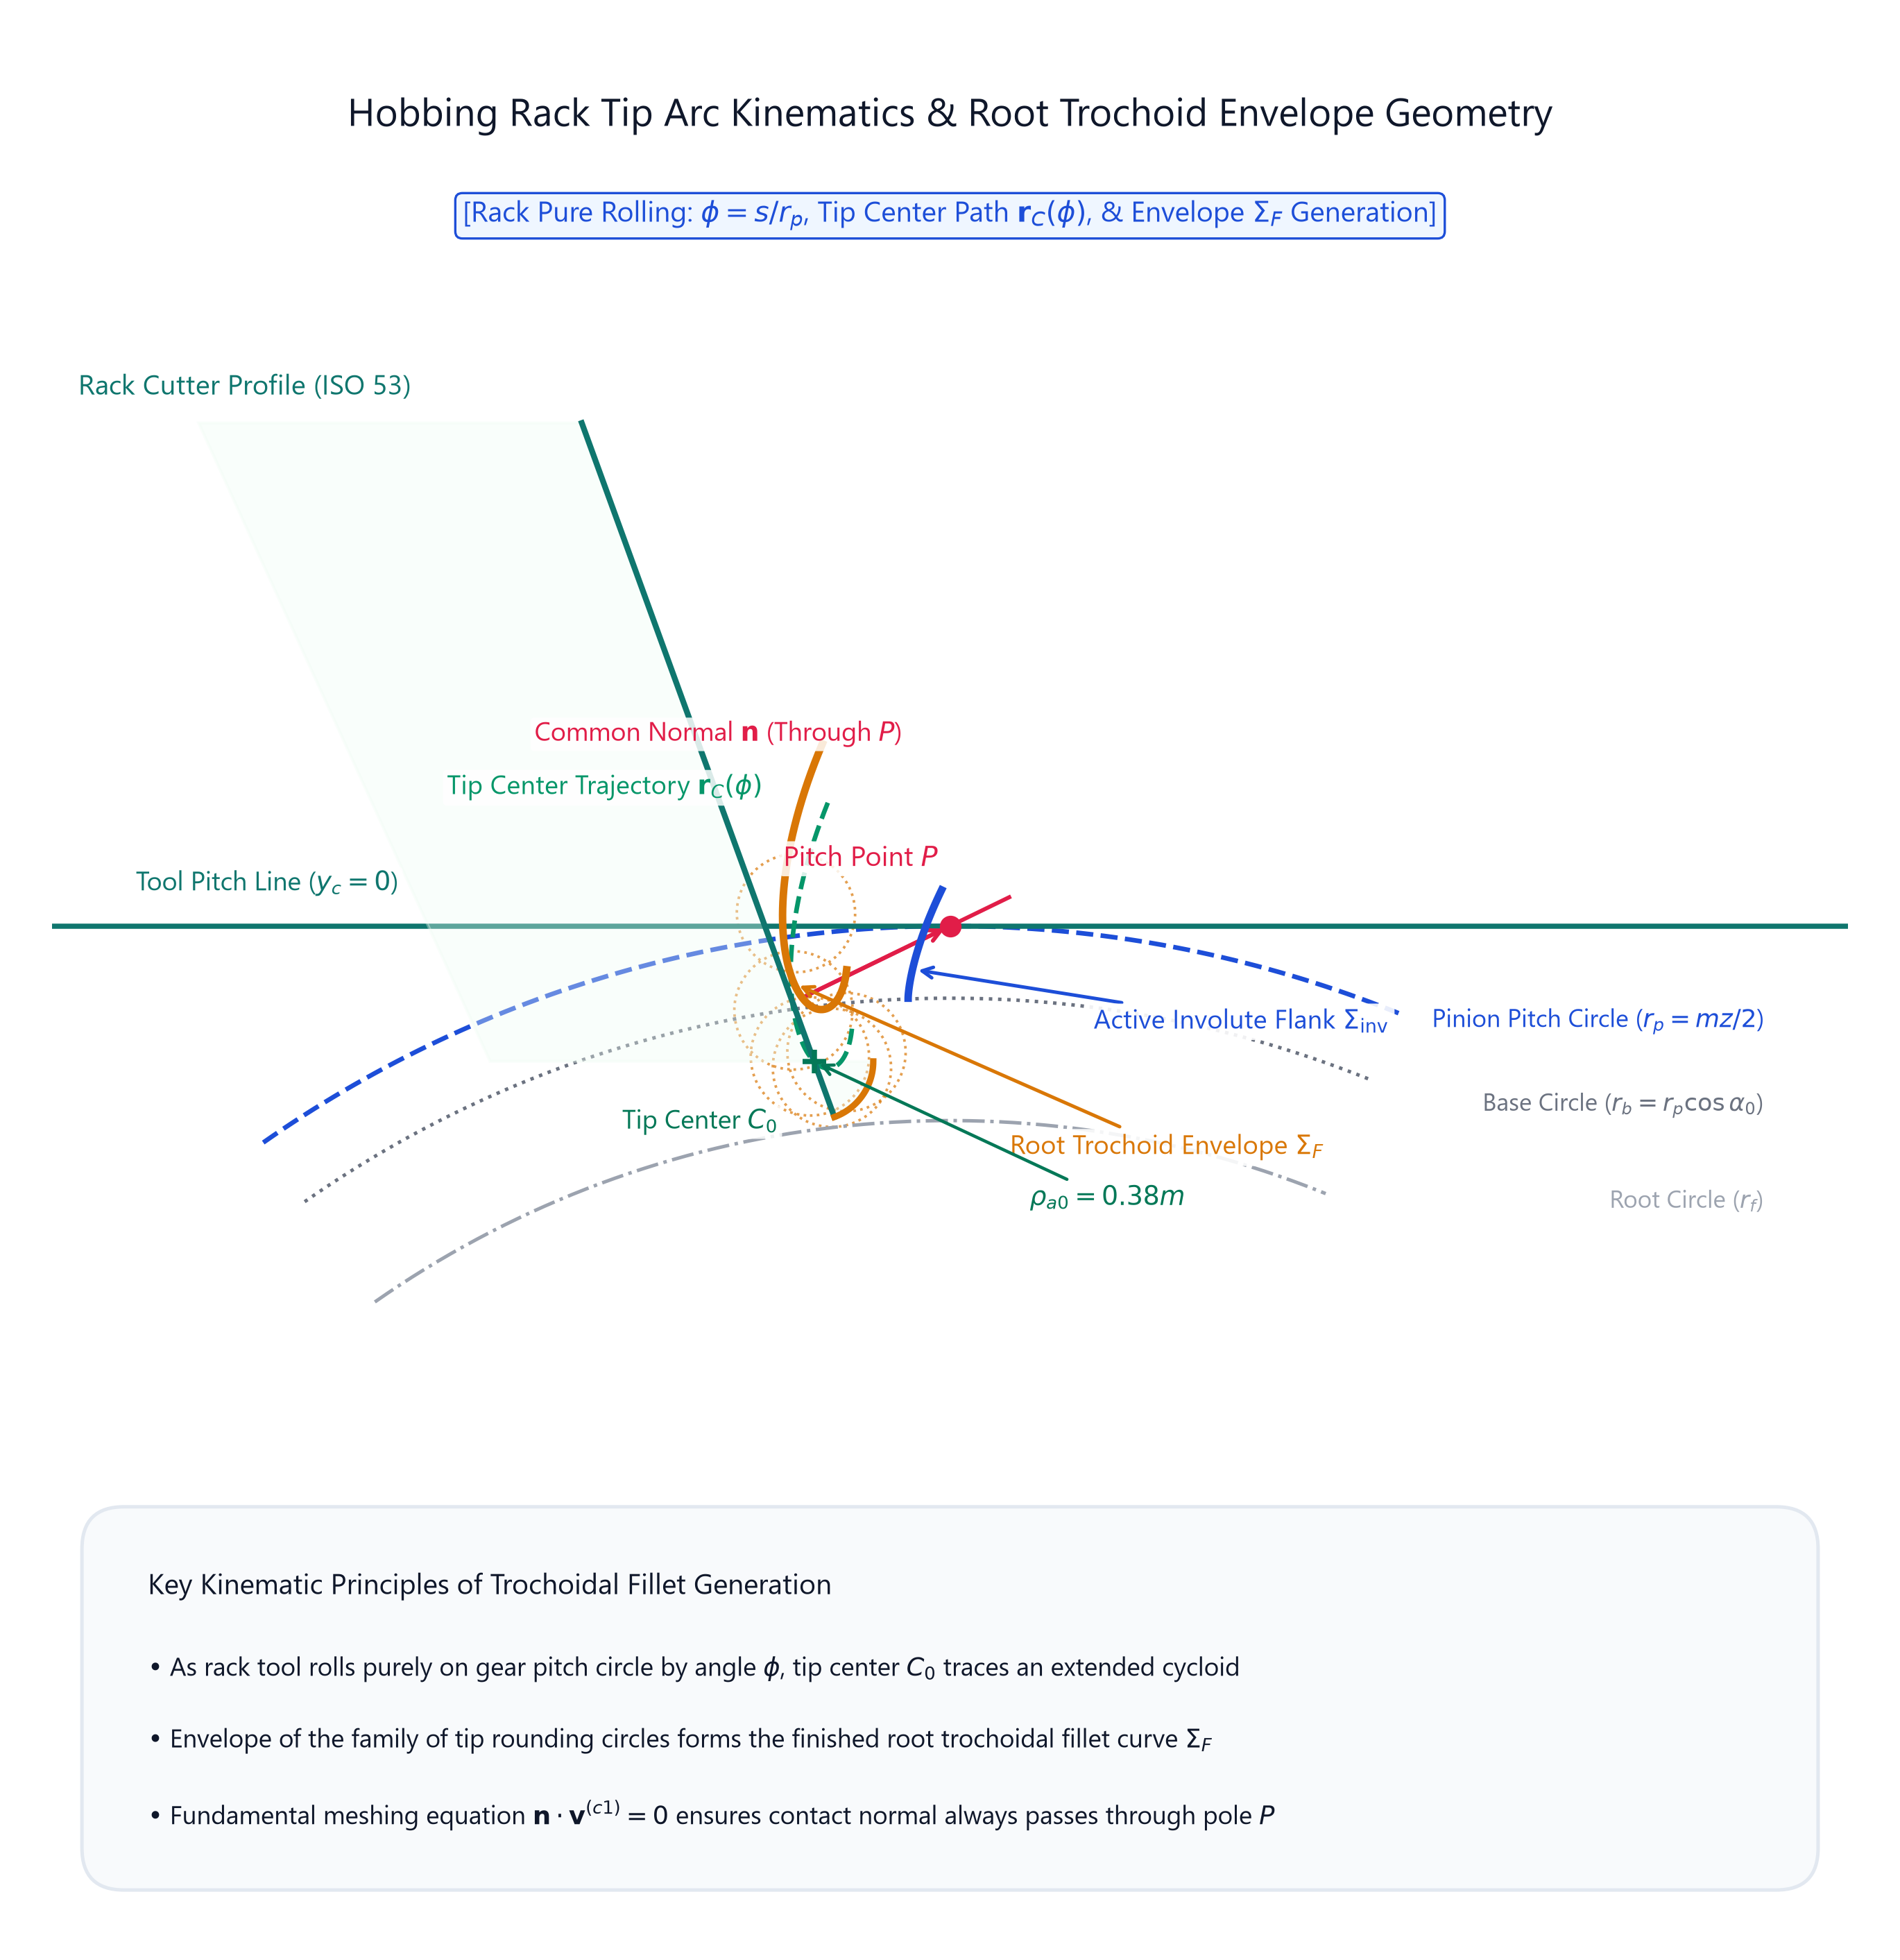 Hobbing Rack Tip Arc Kinematics & Root Trochoid Envelope Geometry
[Rack Pure Rolling: ϕ = s/rₚ, Tip Center Path 𝐫_C(ϕ), & Envelope Σ_F Generation]
Rack Cutter Profile (ISO 53)
Common Normal 𝐧 (Through P)
Tip Center Trajectory 𝐫_C(ϕ)
Pitch Point P
Tool Pitch Line (y_c = 0)
Active Involute Flank Σ_inv
Pinion Pitch Circle (r_p = mz/2)
Base Circle (r_b = r_p cos α₀)
Tip Center C₀
Root Trochoid Envelope Σ_F
ρ_a0 = 0.38m
Root Circle (r_f)
Key Kinematic Principles of Trochoidal Fillet Generation
• As rack tool rolls purely on gear pitch circle by angle ϕ, tip center C₀ traces an extended cycloid
• Envelope of the family of tip rounding circles forms the finished root trochoidal fillet curve Σ_F
• Fundamental meshing equation 𝐧 · 𝐯^(c1) = 0 ensures contact normal always passes through pole P